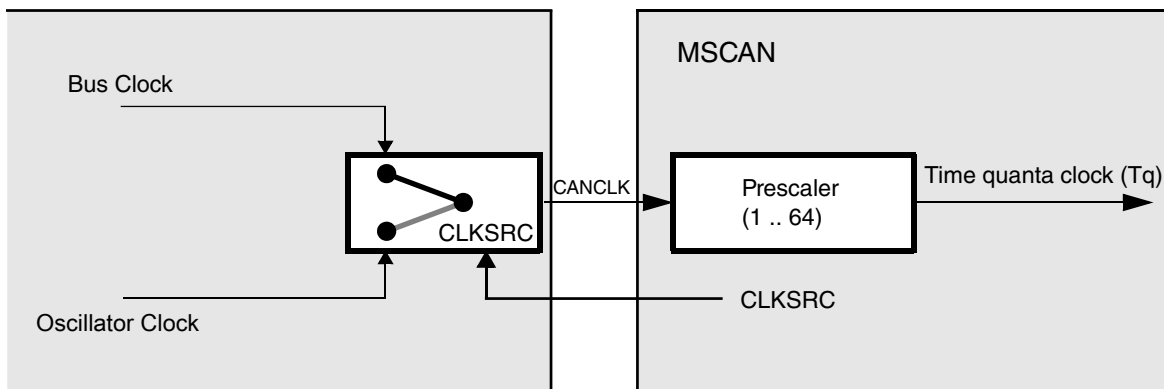 MSCAN
Bus Clock
CANCLK
Prescaler
(1 .. 64)
Time quanta clock (Tq)
CLKSRC
CLKSRC
Oscillator Clock